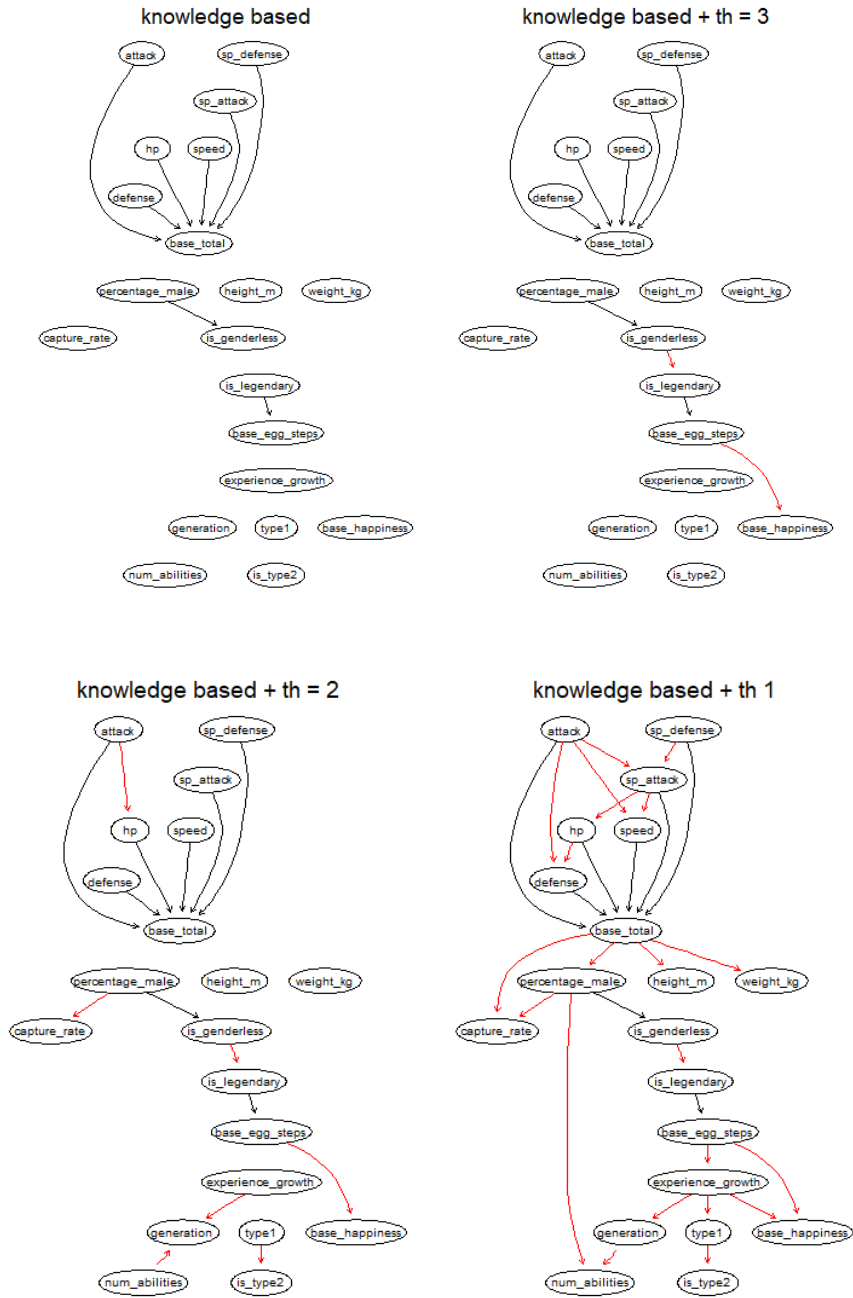 knowledge based
knowledge based + th = 3
attack
sp_defense
attack
sp_defense
sp_attack
sp_attack
hp
speed
hp
speed
defense
defense
base_total
base_total
percentage_male
height_m
weight_kg
percentage_male
height_m
weight_kg
capture_rate
is_genderless
capture_rate
is_genderless
is_legendary
is_legendary
base_egg_steps
base_egg_steps
experience_growth
experience_growth
generation
type1
base_happiness
generation
type1
base_happiness
num_abilities
is_type2
num_abilities
is_type2
knowledge based + th = 2
knowledge based + th 1
attack
sp_defense
attack
sp_defense
sp_attack
sp_attack
hp
speed
hp
speed
defense
defense
base_total
base_total
percentage_male
height_m
weight_kg
percentage_male
height_m
weight_kg
capture_rate
is_genderless
capture_rate
is_genderless
is_legendary
is_legendary
base_egg_steps
base_egg_steps
experience_growth
experience_growth
generation
type1
base_happiness
generation
type1
base_happiness
num_abilities
is_type2
num_abilities
is_type2